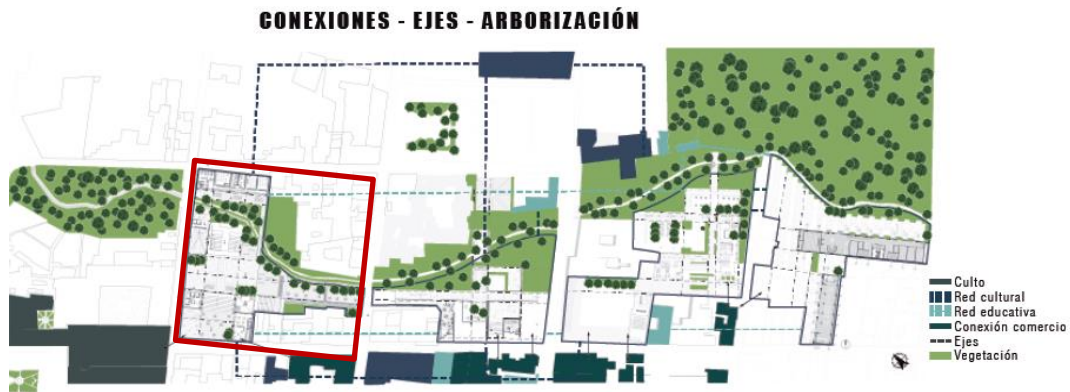 CONEXIONES - EJES - ARBORIZACIÓN
Culto
Red cultural
Red educativa
Conexión comercio
Ejes
Vegetación